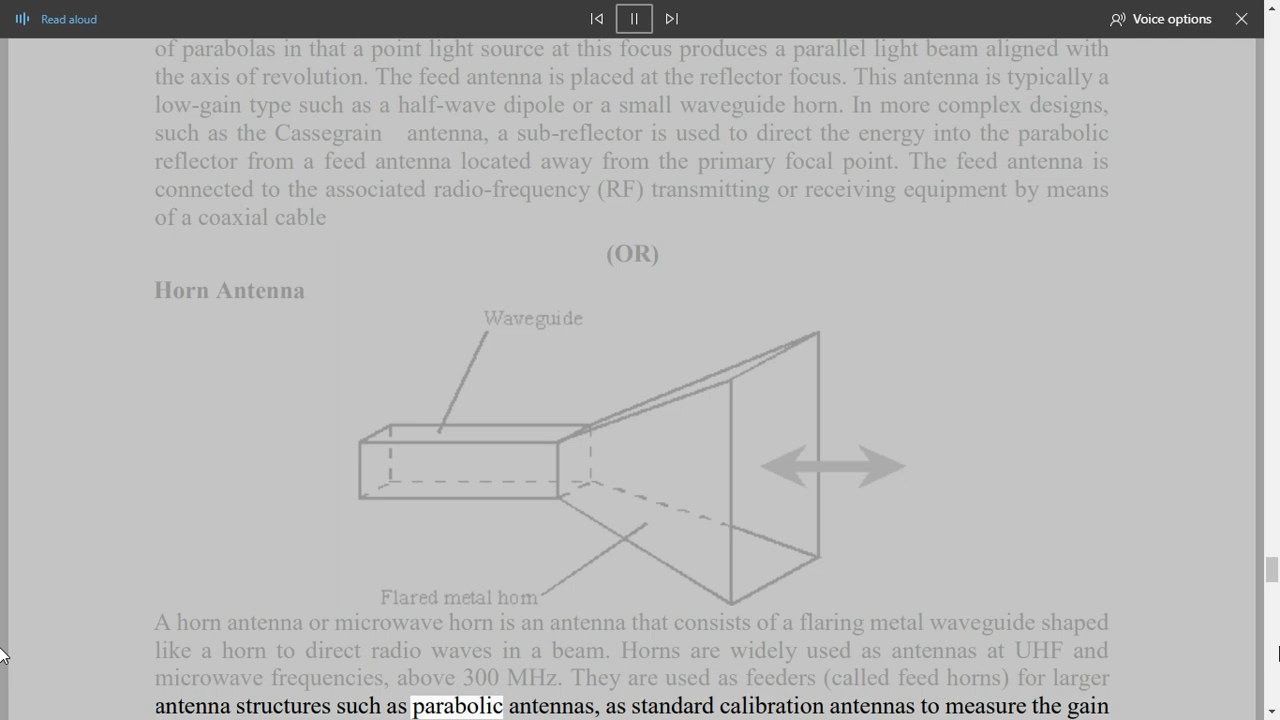 Read aloud
Voice options
of parabolas in that a point light source at this focus produces a parallel light beam aligned with
the axis of revolution. The feed antenna is placed at the reflector focus. This antenna is typically a
low-gain type such as a half-wave dipole or a small waveguide horn. In more complex designs,
such as the Cassegrain antenna, a sub-reflector is used to direct the energy into the parabolic
reflector from a feed antenna located away from the primary focal point. The feed antenna is
connected to the associated radio-frequency (RF) transmitting or receiving equipment by means
of a coaxial cable
(OR)
Horn Antenna
Waveguide
Flared metal horn
A horn antenna or microwave horn is an antenna that consists of a flaring metal waveguide shaped
like a horn to direct radio waves in a beam. Horns are widely used as antennas at UHF and
microwave frequencies, above 300 MHz. They are used as feeders (called feed horns) for larger
antenna structures such as parabolic antennas, as standard calibration antennas to measure the gain